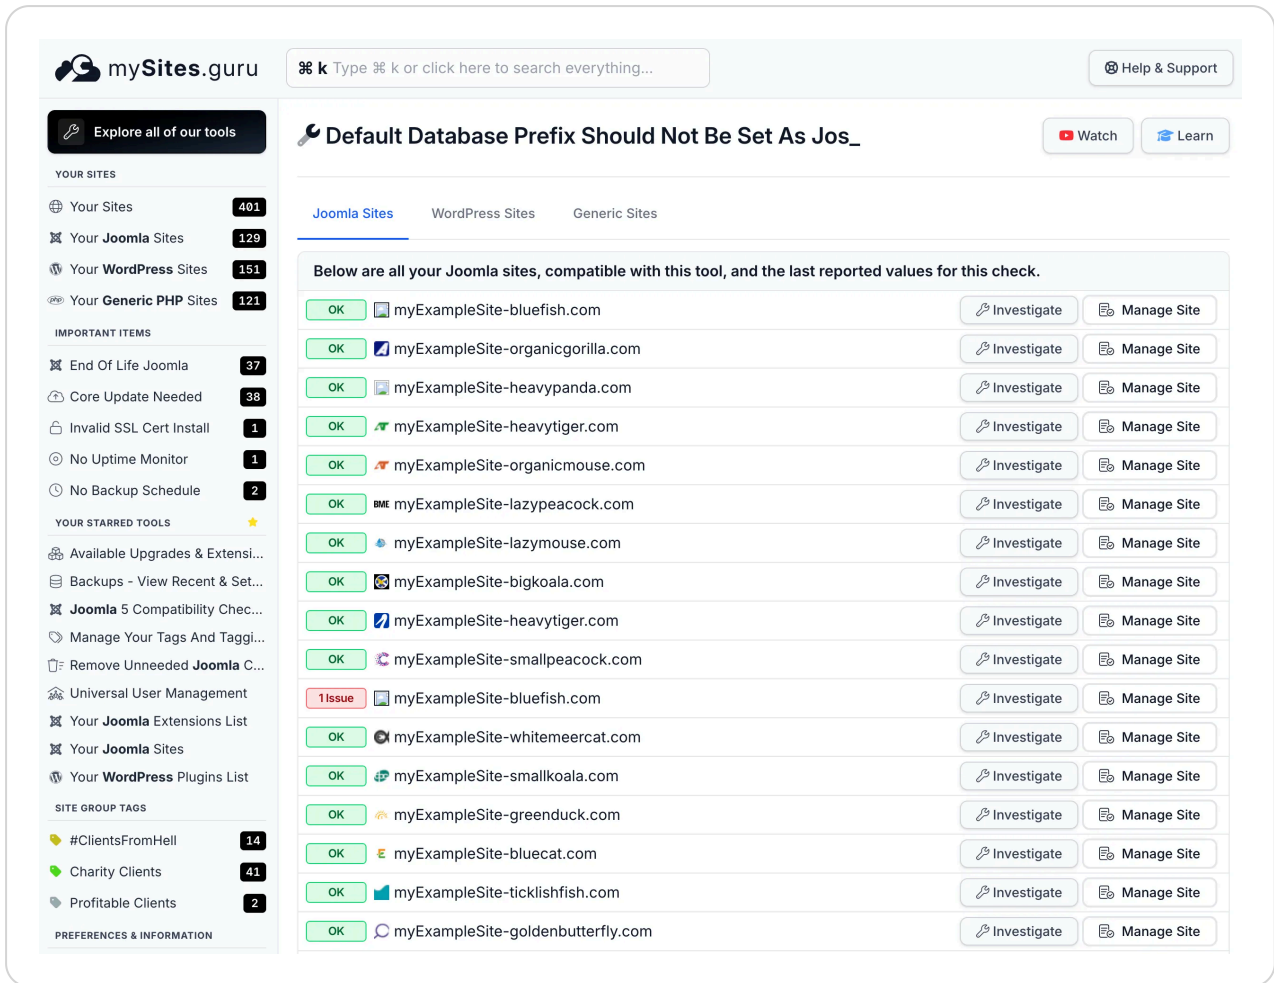 mySites.guru
⌘ k Type ⌘ k or click here to search everything...
Help & Support
Explore all of our tools
YOUR SITES
Your Sites 401
Your Joomla Sites 129
Your WordPress Sites 151
php Your Generic PHP Sites 121
IMPORTANT ITEMS
End Of Life Joomla 37
Core Update Needed 38
Invalid SSL Cert Install 1
No Uptime Monitor 1
No Backup Schedule 2
YOUR STARRED TOOLS
Available Upgrades & Extensi...
Backups - View Recent & Set...
Joomla 5 Compatibility Chec...
Manage Your Tags And Taggi...
Remove Unneeded Joomla C...
Universal User Management
Your Joomla Extensions List
Your Joomla Sites
Your WordPress Plugins List
SITE GROUP TAGS
#ClientsFromHell 14
Charity Clients 41
Profitable Clients 2
PREFERENCES & INFORMATION
Default Database Prefix Should Not Be Set As Jos_
Watch
Learn
Joomla Sites WordPress Sites Generic Sites
Below are all your Joomla sites, compatible with this tool, and the last reported values for this check.
OK myExampleSite-bluefish.com Investigate Manage Site
OK myExampleSite-organicgorilla.com Investigate Manage Site
OK myExampleSite-heavypanda.com Investigate Manage Site
OK myExampleSite-heavytiger.com Investigate Manage Site
OK myExampleSite-organicmouse.com Investigate Manage Site
OK BME myExampleSite-lazypeacock.com Investigate Manage Site
OK myExampleSite-lazymouse.com Investigate Manage Site
OK myExampleSite-bigkoala.com Investigate Manage Site
OK myExampleSite-heavytiger.com Investigate Manage Site
OK myExampleSite-smallpeacock.com Investigate Manage Site
1 Issue myExampleSite-bluefish.com Investigate Manage Site
OK myExampleSite-whitemeercat.com Investigate Manage Site
OK myExampleSite-smallkoala.com Investigate Manage Site
OK myExampleSite-greenduck.com Investigate Manage Site
OK myExampleSite-bluecat.com Investigate Manage Site
OK myExampleSite-ticklishfish.com Investigate Manage Site
OK myExampleSite-goldenbutterfly.com Investigate Manage Site